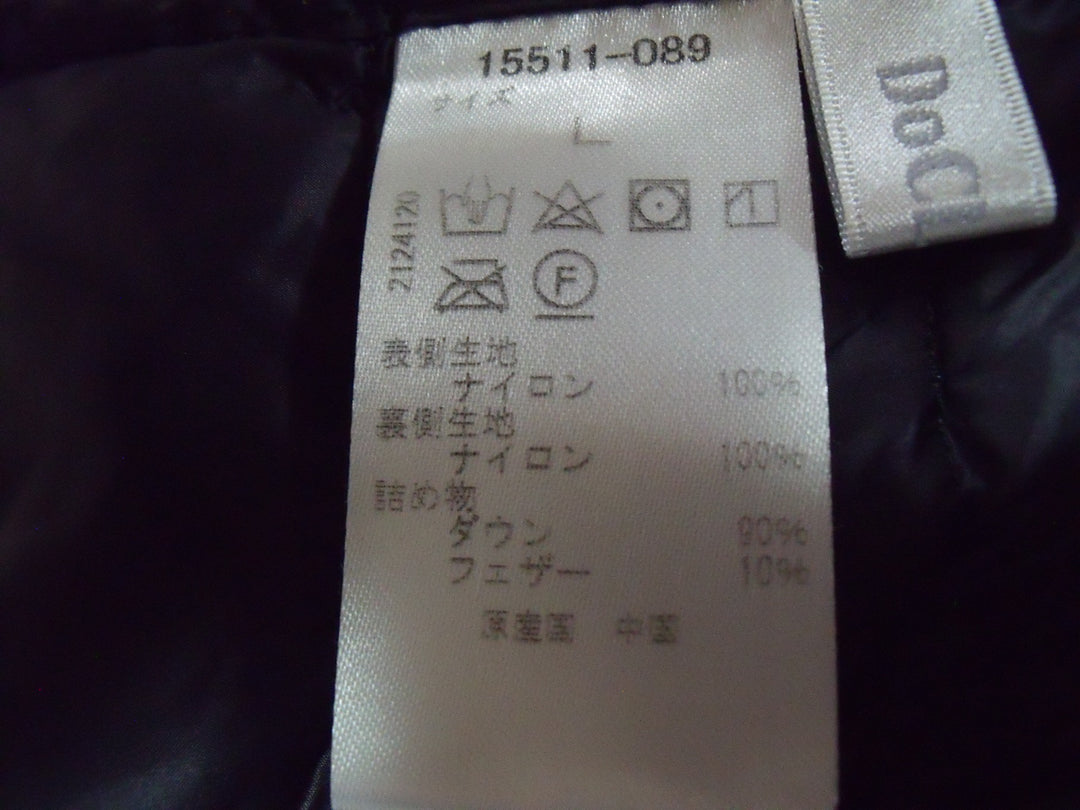 15511-089
サイズ
L
2124120
F
表側生地
ナイロン 100%
裏側生地
ナイロン 100%
詰め物
ダウン 90%
フェザー 10%
原産国 中国
DoCL